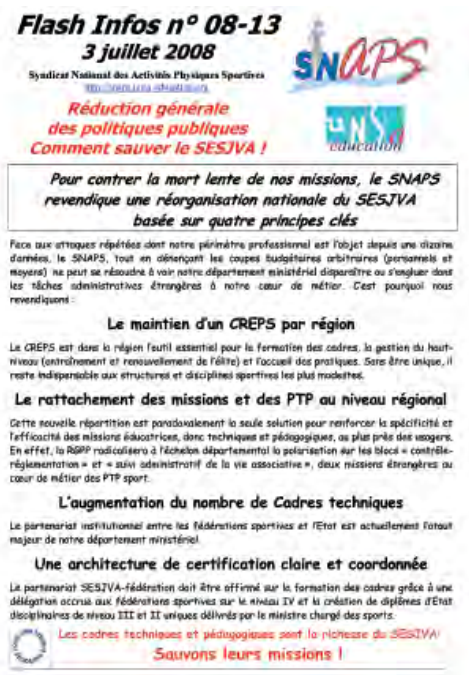 Flash Infos n° 08-13
3 juillet 2008
Syndicat National des Activités Physiques Sportives
SNAPS
Réduction générale
des politiques publiques
Comment sauver le SESJVA !
UNSa
education
Pour contrer la mort lente de nos missions, le SNAPS
revendique une réorganisation nationale du SESJVA
basée sur quatre principes clés
Face aux attaques répétées dont notre périmètre professionnel est l'objet depuis une dizaine
d'années, le SNAPS, tout en dénonçant les coupes budgétaires arbitraires (personnels et
moyens) ne peut se résoudre à voir notre département ministériel disparaître ou s'engluer dans
les tâches administratives étrangères à notre cœur de métier. C'est pourquoi nous
revendiquons :
Le maintien d'un CREPS par région
Le CREPS est dans la région l'outil essentiel pour la formation des cadres, la gestion du haut-
niveau (entraînement et renouvellement de l'élite) et l'accueil des pratiques. Sans être unique, il
reste indispensable aux structures et disciplines sportives les plus modestes.
Le rattachement des missions et des PTP au niveau régional
Cette nouvelle répartition est paradoxalement la seule solution pour renforcer la spécificité et
l'efficacité des missions éducatrices, donc techniques et pédagogiques, au plus près des usagers.
En effet, la RGPP radicalisera à l'échelon départemental la polarisation sur les blocs « contrôle-
réglementation » et « suivi administratif de la vie associative », deux missions étrangères au
cœur de métier des PTP sport.
L'augmentation du nombre de Cadres techniques
Le partenariat institutionnel entre les fédérations sportives et l'Etat est actuellement l'atout
majeur de notre département ministériel.
Une architecture de certification claire et coordonnée
Le partenariat SESJVA-fédération doit être affirmé sur la formation des cadres grâce à une
délégation accrue aux fédérations sportives sur le niveau IV et la création de diplômes d'Etat
disciplinaires de niveau III et II uniques délivrés par le ministre chargé des sports.
Les cadres techniques et pédagogiques sont la richesse du SESJVA
Sauvons leurs missions !